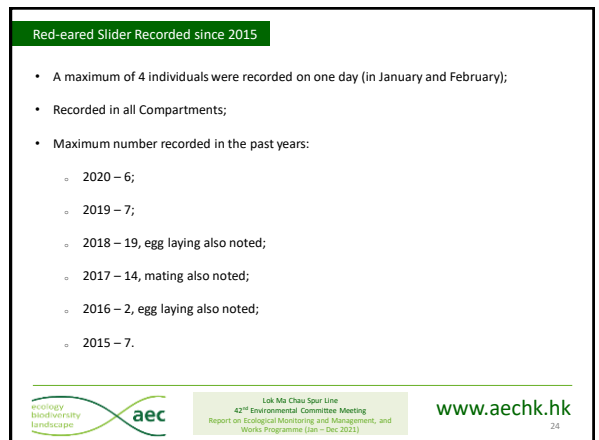 Red-eared Slider Recorded since 2015
• A maximum of 4 individuals were recorded on one day (in January and February);
• Recorded in all Compartments;
• Maximum number recorded in the past years:
◦ 2020 – 6;
◦ 2019 – 7;
◦ 2018 – 19, egg laying also noted;
◦ 2017 – 14, mating also noted;
◦ 2016 – 2, egg laying also noted;
◦ 2015 – 7.
ecology
biodiversity
landscape
aec
Lok Ma Chau Spur Line
42nd Environmental Committee Meeting
Report on Ecological Monitoring and Management, and
Works Programme (Jan – Dec 2021)
www.aechk.hk
24